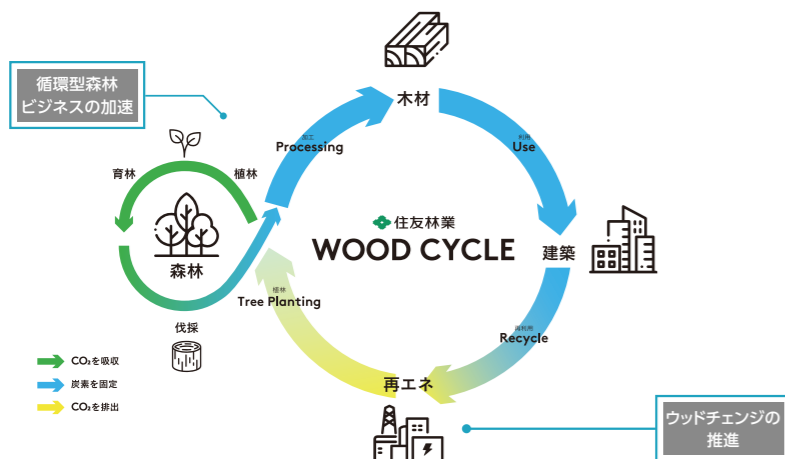 循環型森林
ビジネスの加速
木材
加工
Processing
利用
Use
育林
植林
森林
住友林業
WOOD CYCLE
建築
植林
Tree Planting
再利用
Recycle
伐採
再エネ
CO₂を吸収
炭素を固定
CO₂を排出
ウッドチェンジの
推進